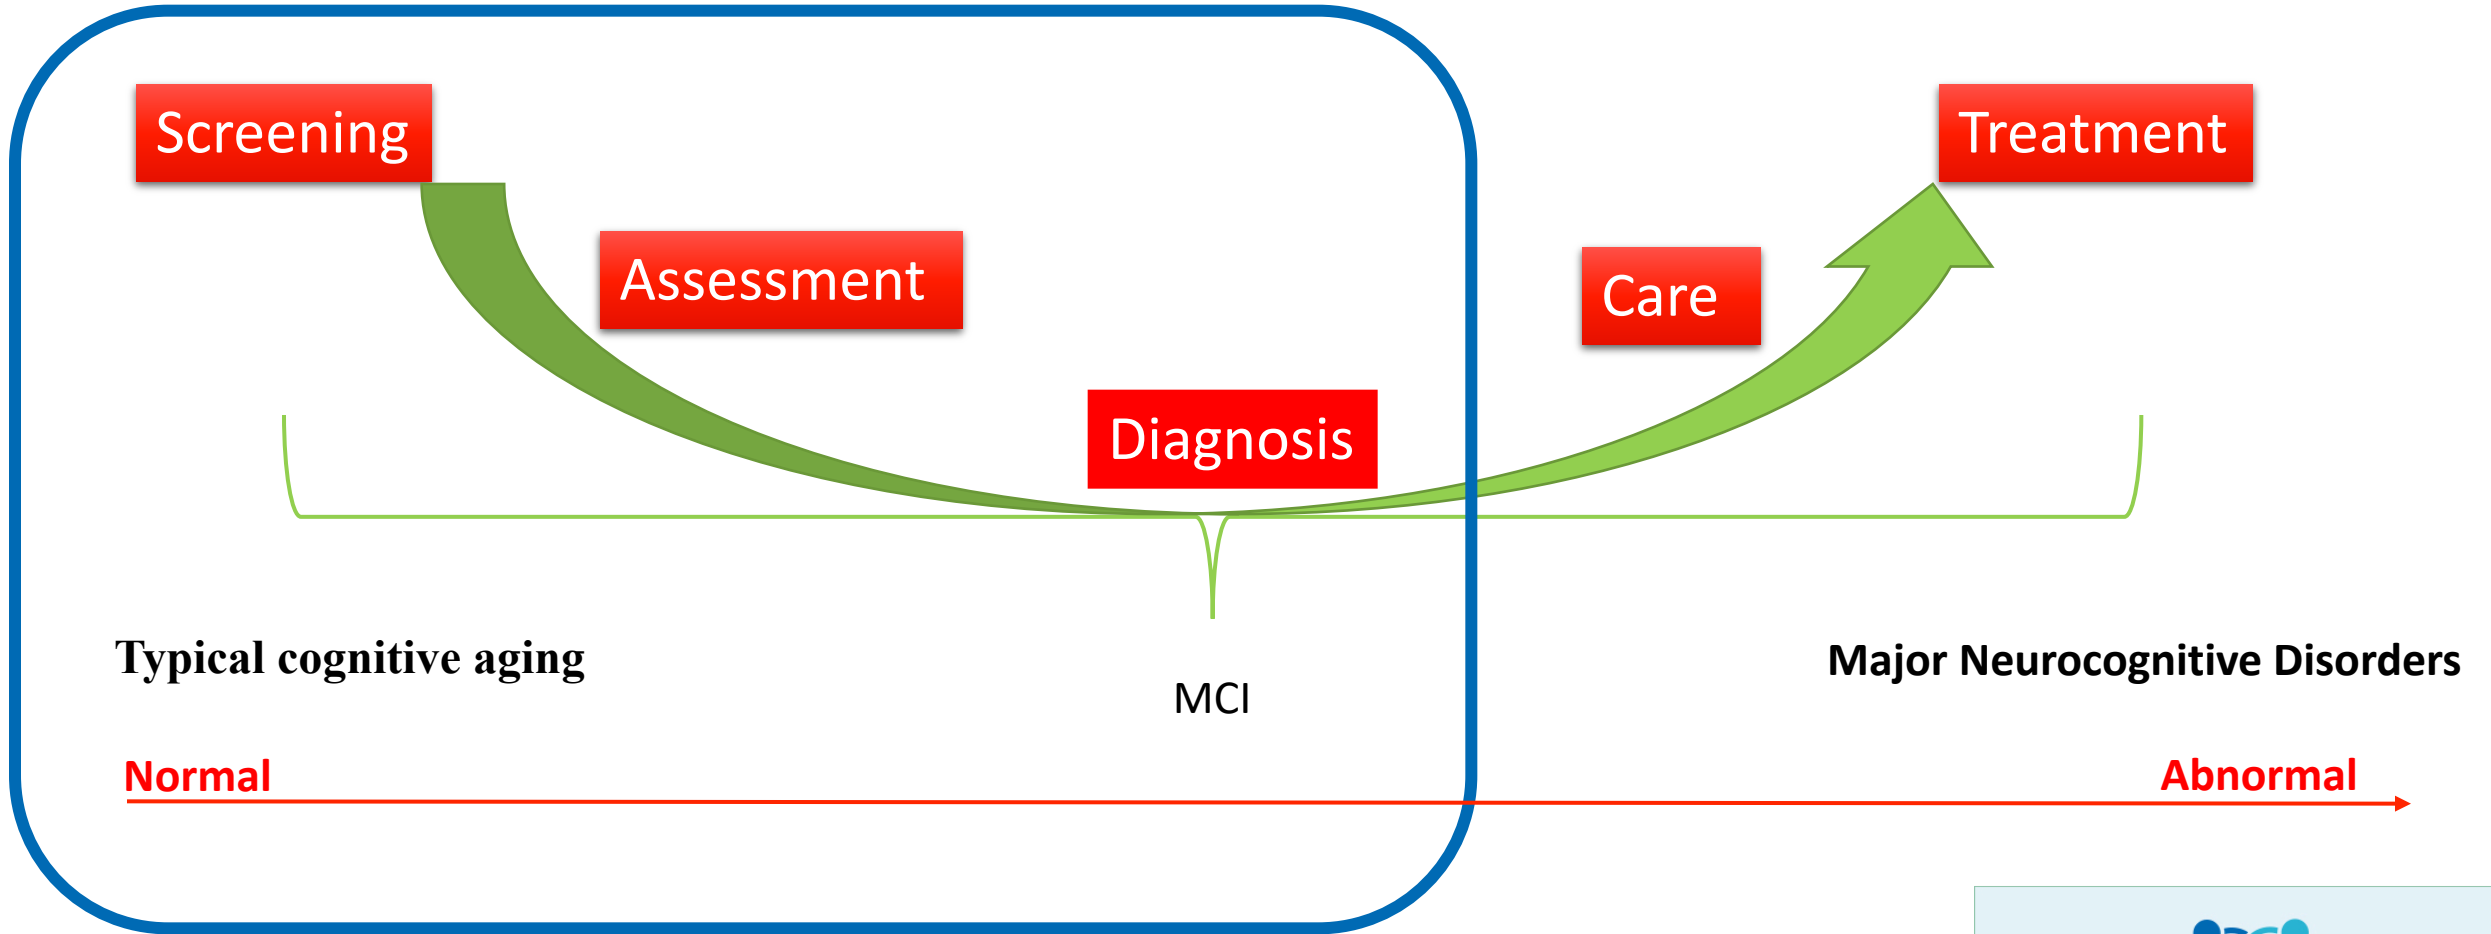 Screening
Treatment
Assessment
Care
Diagnosis
Typical cognitive aging
Major Neurocognitive Disorders
MCI
Normal
Abnormal